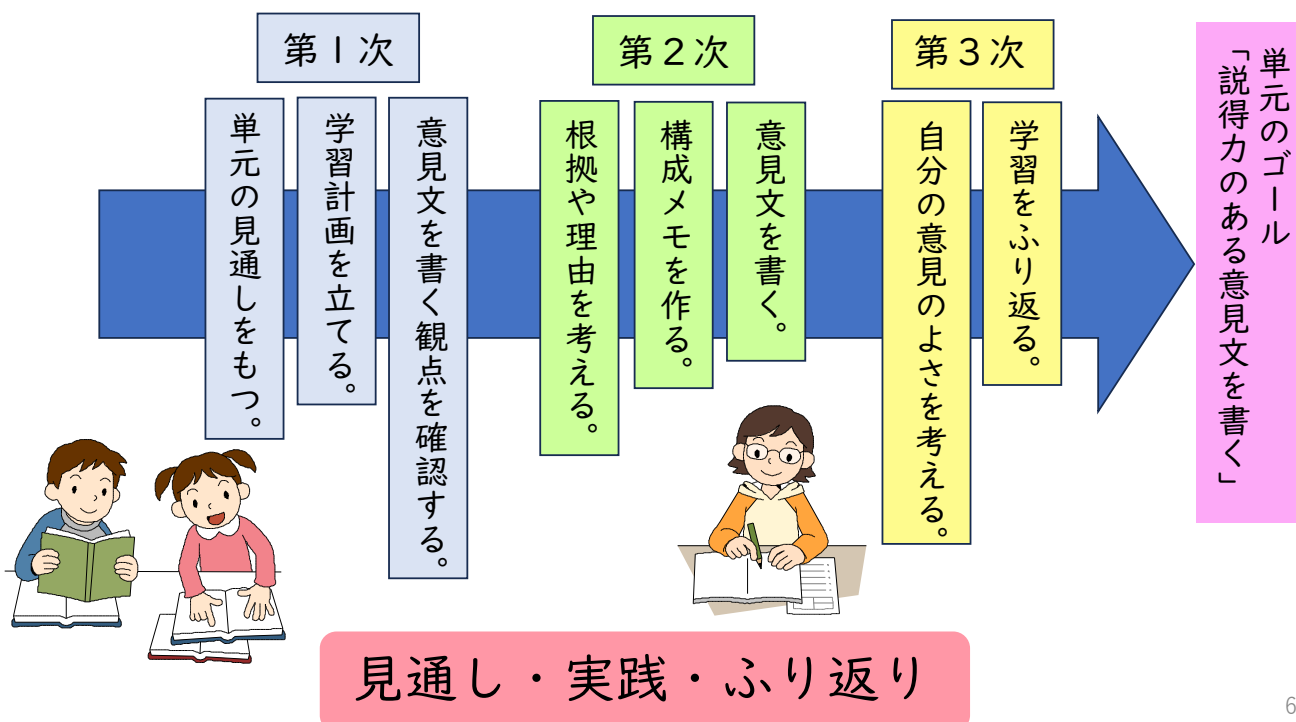 第１次
単元の見通しをもつ。
学習計画を立てる。
意見文を書く観点を確認する。
第２次
根拠や理由を考える。
構成メモを作る。
意見文を書く。
第３次
自分の意見のよさを考える。
学習をふり返る。
単元のゴール
「説得力のある意見文を書く」
見通し・実践・ふり返り
6